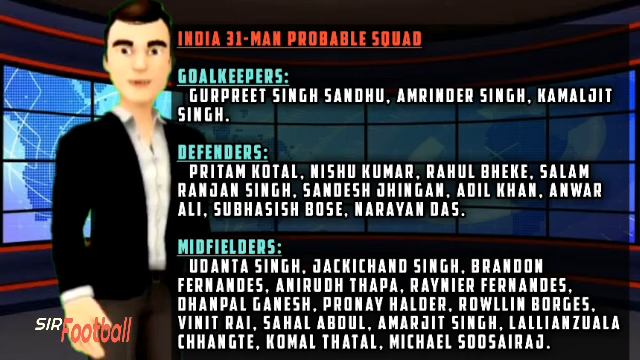 INDIA 31-MAN PROBABLE SQUAD
GOALKEEPERS:
GURPREET SINGH SANDHU, AMRINDER SINGH, KAMALJIT
SINGH.
DEFENDERS:
PRITAM KOTAL, NISHU KUMAR, RAHUL BHEKE, SALAM
RANJAN SINGH, SANDESH JHINGAN, ADIL KHAN, ANWAR
ALI, SUBHASISH BOSE, NARAYAN DAS.
MIDFIELDERS:
UDANTA SINGH, JACKICHAND SINGH, BRANDON
FERNANDES, ANIRUDH THAPA, RAYNIER FERNANDES,
DHANPAL GANESH, PRONAY HALDER, ROWLLIN BORGES,
VINIT RAI, SAHAL ABDUL, AMARJIT SINGH, LALLIANZUALA
CHHANGTE, KOMAL THATAL, MICHAEL SOOSAIRAJ.
SIR Football